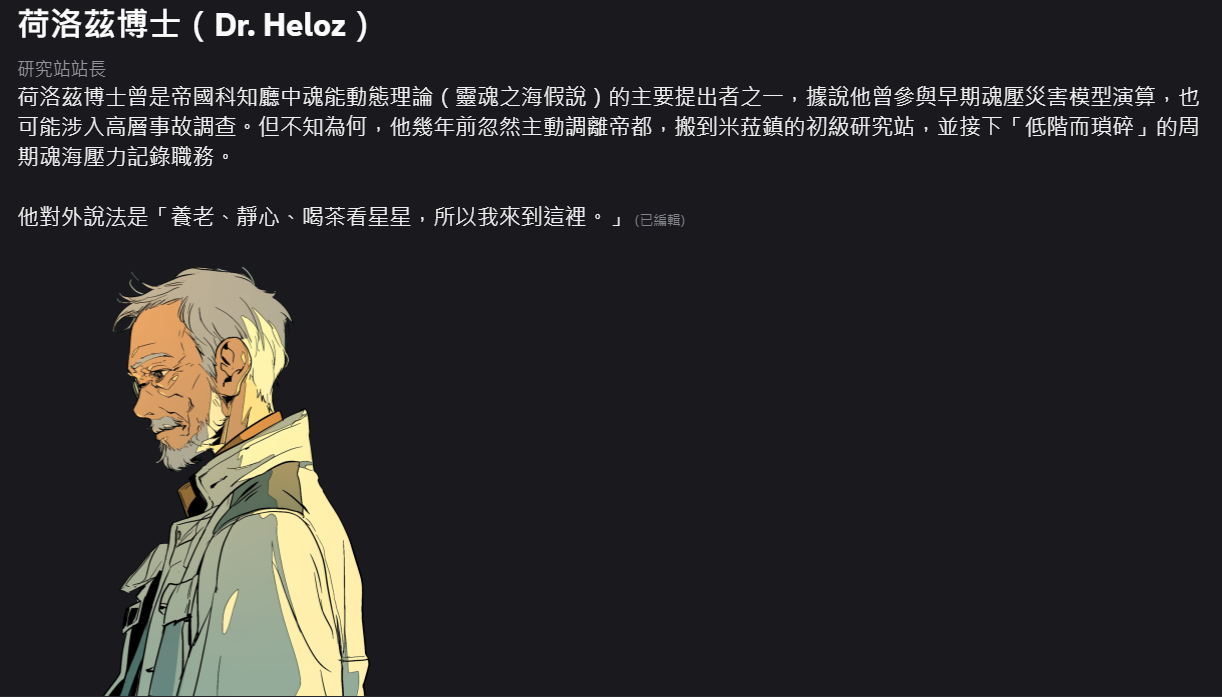 荷洛茲博士（Dr. Heloz）
研究站站長
荷洛茲博士曾是帝國科知廳中魂能動態理論（靈魂之海假說）的主要提出者之一，據說他曾參與早期魂壓災害模型演算，也
可能涉入高層事故調查。但不知為何，他幾年前忽然主動調離帝都，搬到米菈鎮的初級研究站，並接下「低階而瑣碎」的周
期魂海壓力記錄職務。
他對外說法是「養老、靜心、喝茶看星星，所以我來到這裡。」(已編輯)